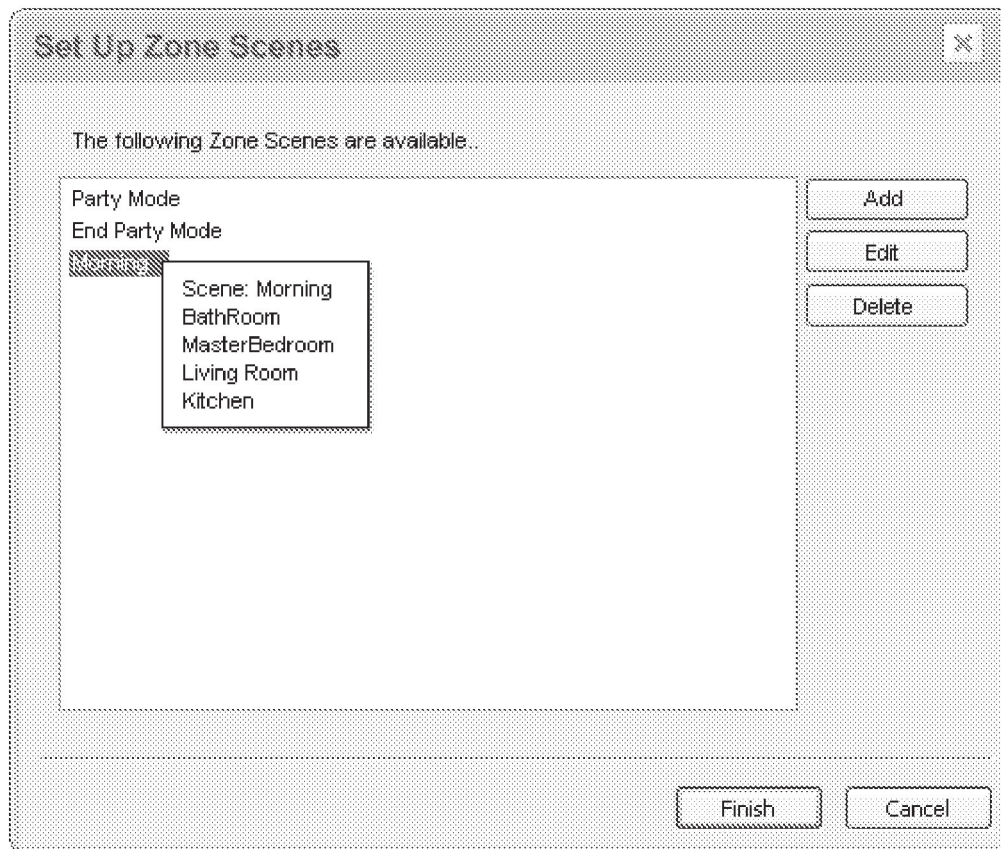 Set Up Zone Scenes
The following Zone Scenes are available..
Party Mode
End Party Mode
Morning
Scene: Morning
BathRoom
MasterBedroom
Living Room
Kitchen
Add
Edit
Delete
Finish
Cancel